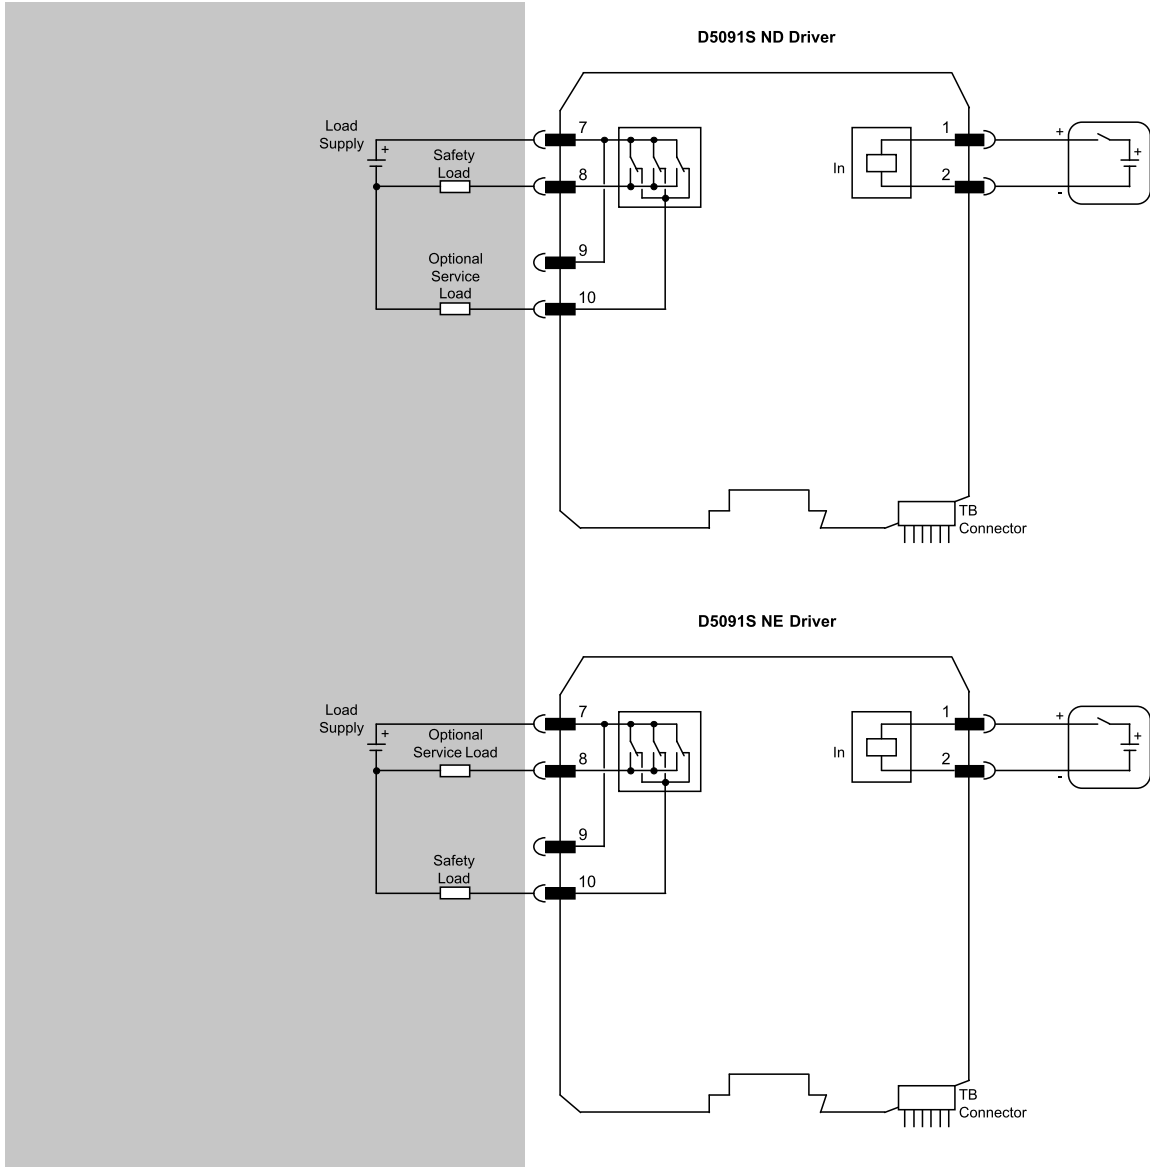 D5091S ND Driver
Load
Supply
+
Safety
Load
7
8
Optional
Service
Load
9
10
In
1
2
+
-
+
TB
Connector
D5091S NE Driver
Load
Supply
+
Optional
Service Load
7
8
Safety
Load
9
10
In
1
2
+
-
+
TB
Connector